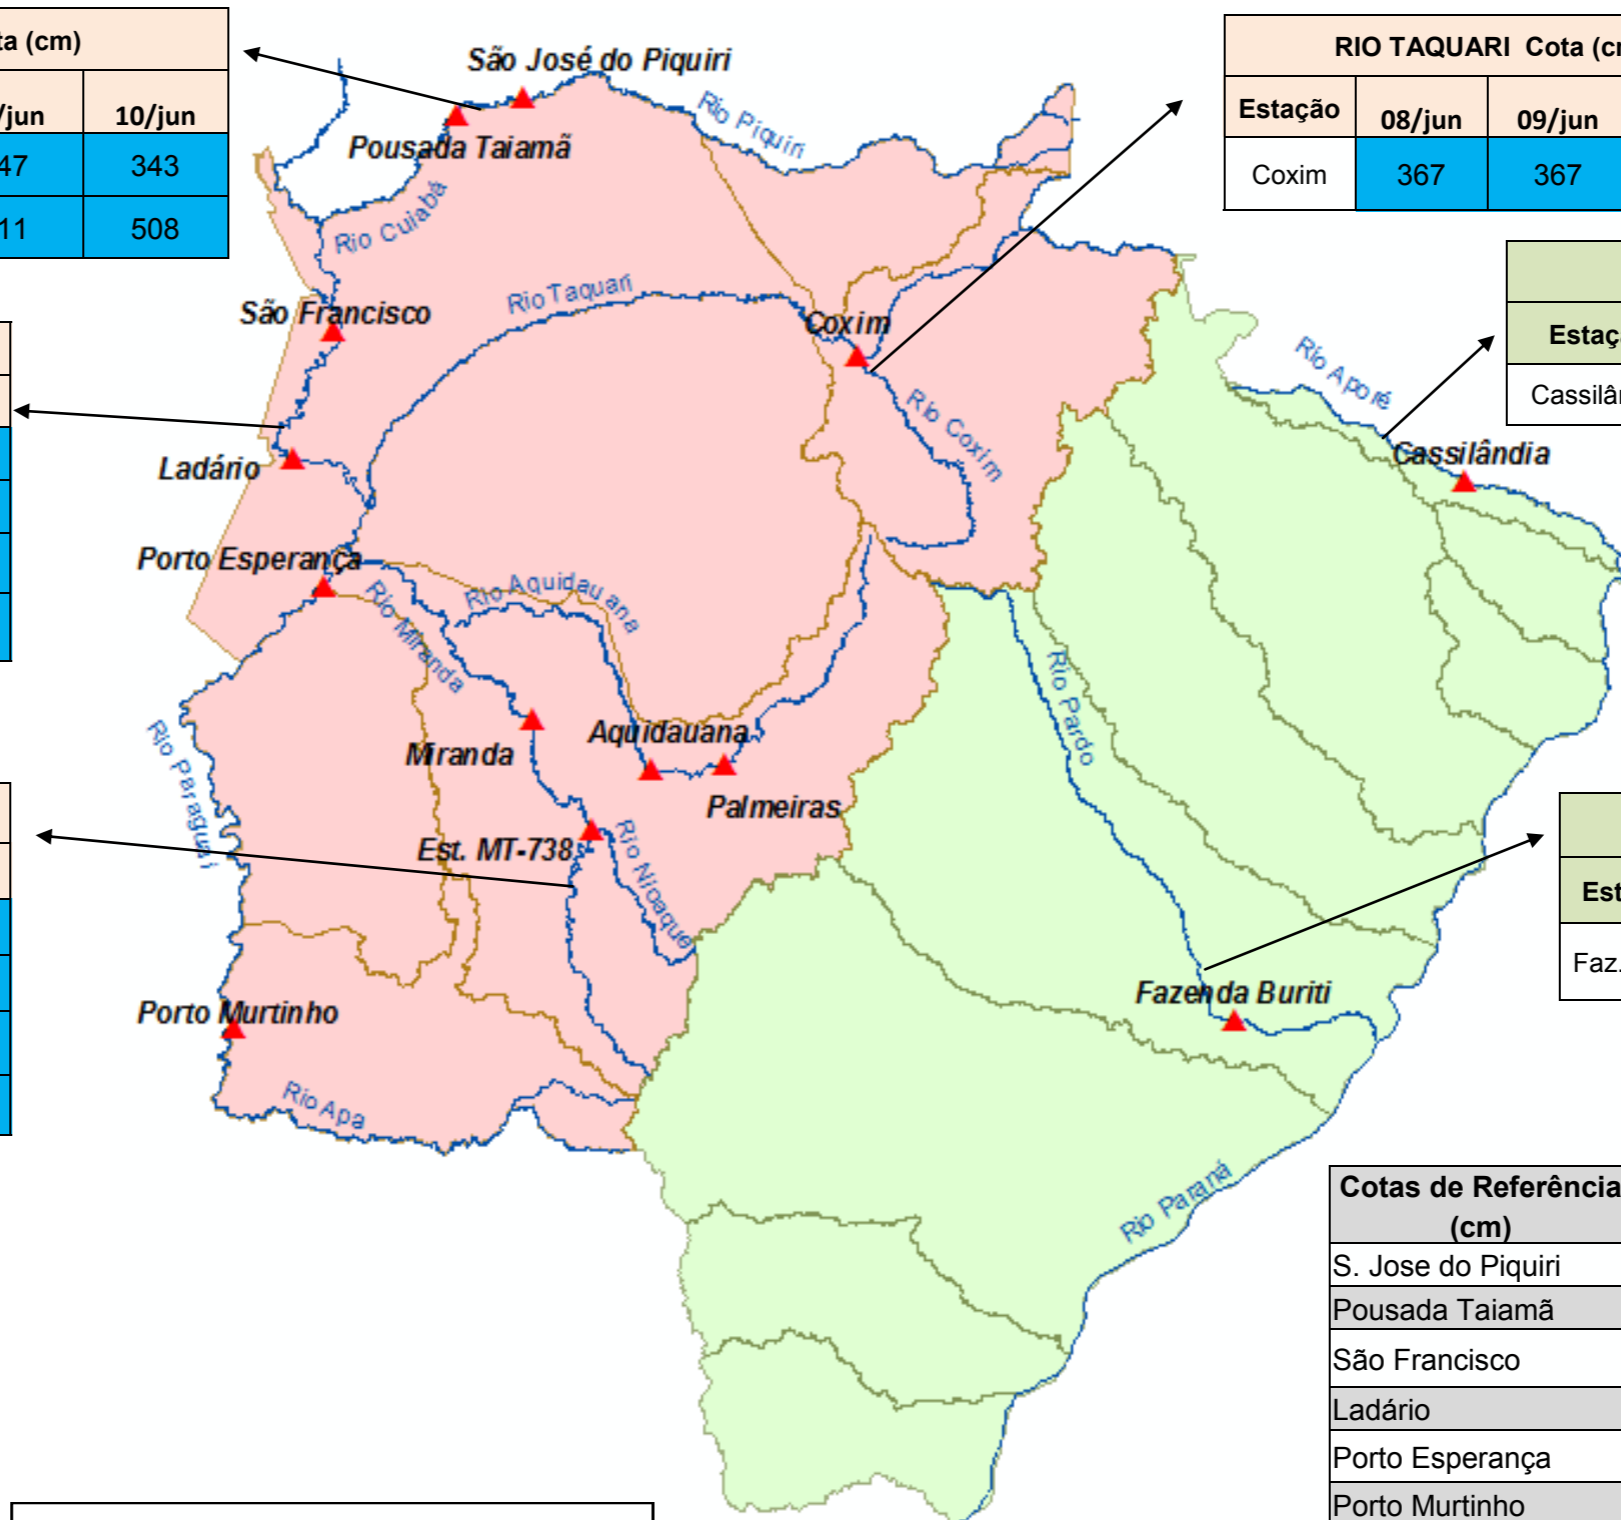 ta (cm)
/jun 10/jun
47 343
11 508
RIO TAQUARI Cota (cm
Estação 08/jun 09/jun
Coxim 367 367
São José do Piquiri
Pousada Taiamã
Rio Piquiri
Rio Cuiabá
Rio Taquari
São Francisco
Coxim
Rio Coxim
Rio Aporé
Estaç
Cassilân
Cassilândia
Ladário
Porto Esperança
Rio Miranda
Rio Aquidauana
Rio Pardo
Rio Paraguai
Miranda
Aquidauana
Palmeiras
Est. MT-738
Rio Nioaque
Est
Faz.
Fazenda Buriti
Porto Murtinho
Rio Apa
Rio Paraná
Cotas de Referência
(cm)
S. Jose do Piquiri
Pousada Taiamã
São Francisco
Ladário
Porto Esperança
Porto Murtinho